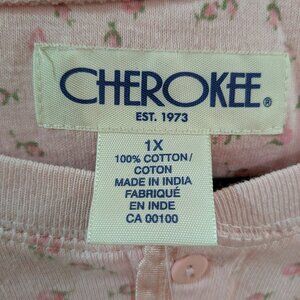 CHEROKEE®
EST. 1973
1X
100% COTTON/
COTON
MADE IN INDIA
FABRIQUÉ
EN INDE
CA 00100